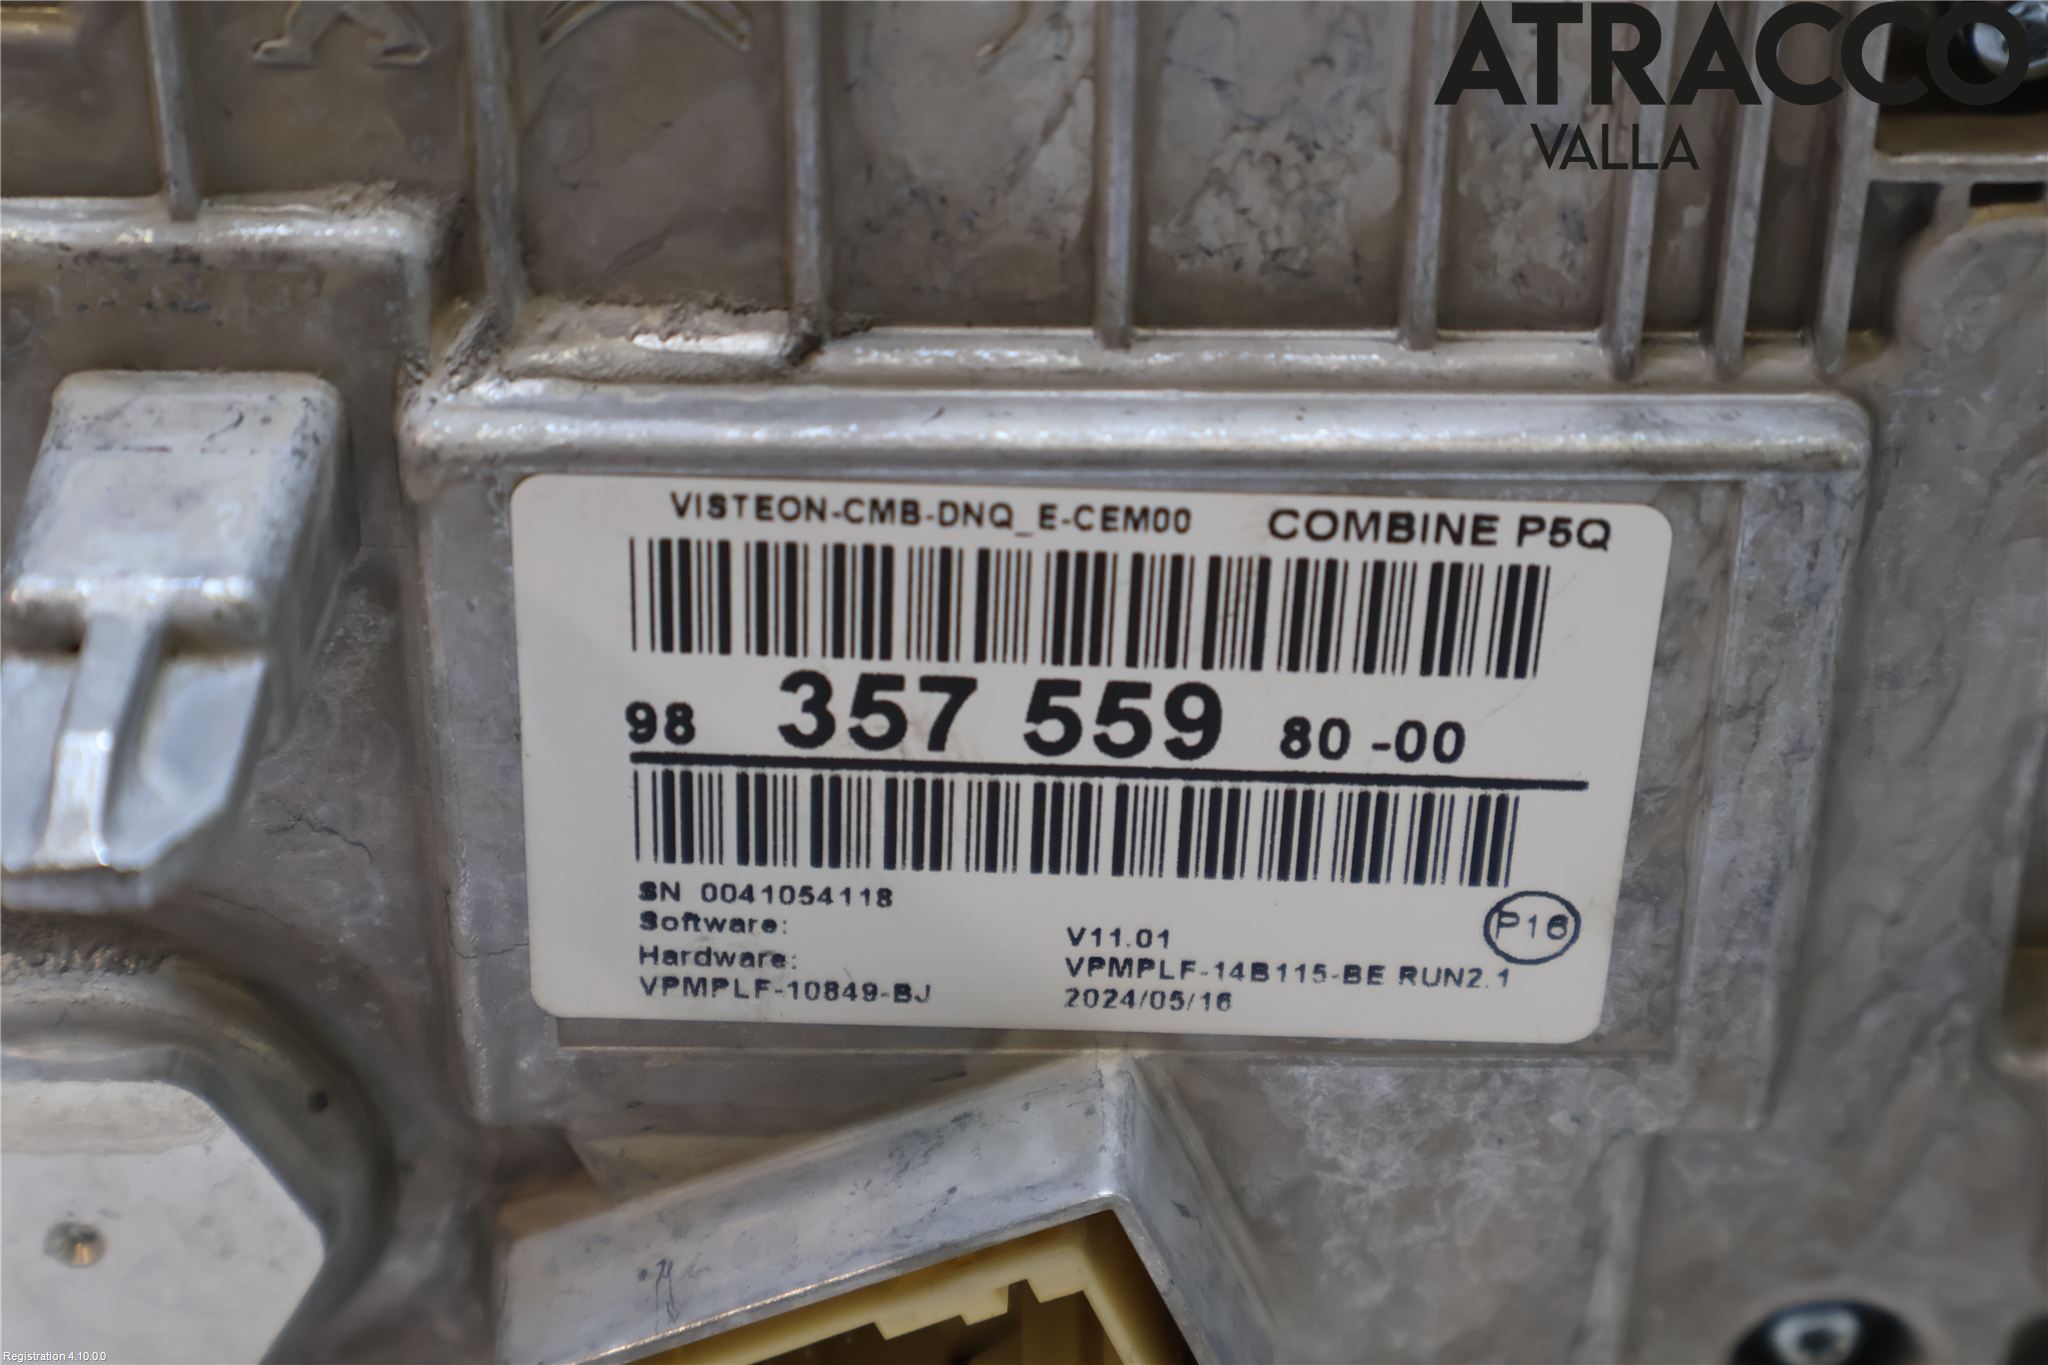 ATRACCO
VALLA
VISTEON-CMB-DNQ_E-CEM00 COMBINE P5Q
98 357 559 80 -00
SN 0041054118
Software: V11.01
Hardware: VPMPLF-14B115-BE RUN2.1
VPMPLF-10849-BJ 2024/05/16
P16
Registration 4.10.0.0